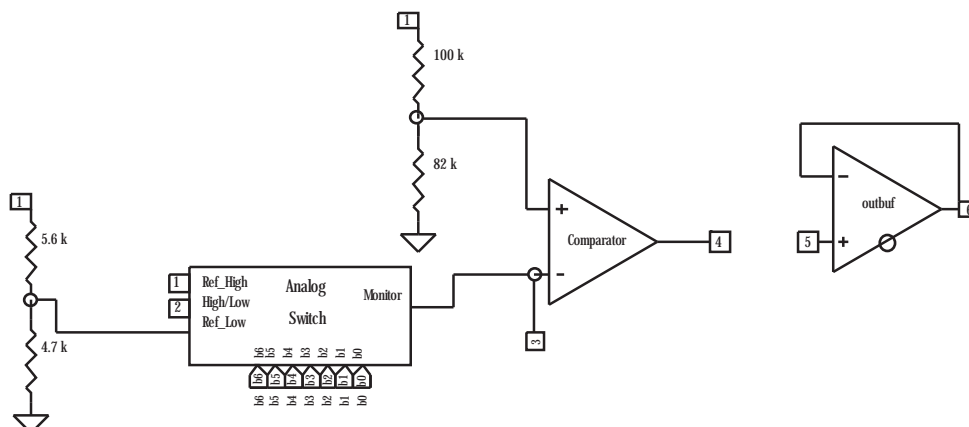 1
100 k
82 k
1
5.6 k
4.7 k
1
Ref_High
2
High/Low
Ref_Low
Analog
Switch
Monitor
b6 b5 b4 b3 b2 b1 b0
b6 b5 b4 b3 b2 b1 b0
b6 b5 b4 b3 b2 b1 b0
+
Comparator
−
3
4
−
outbuf
5
+
6